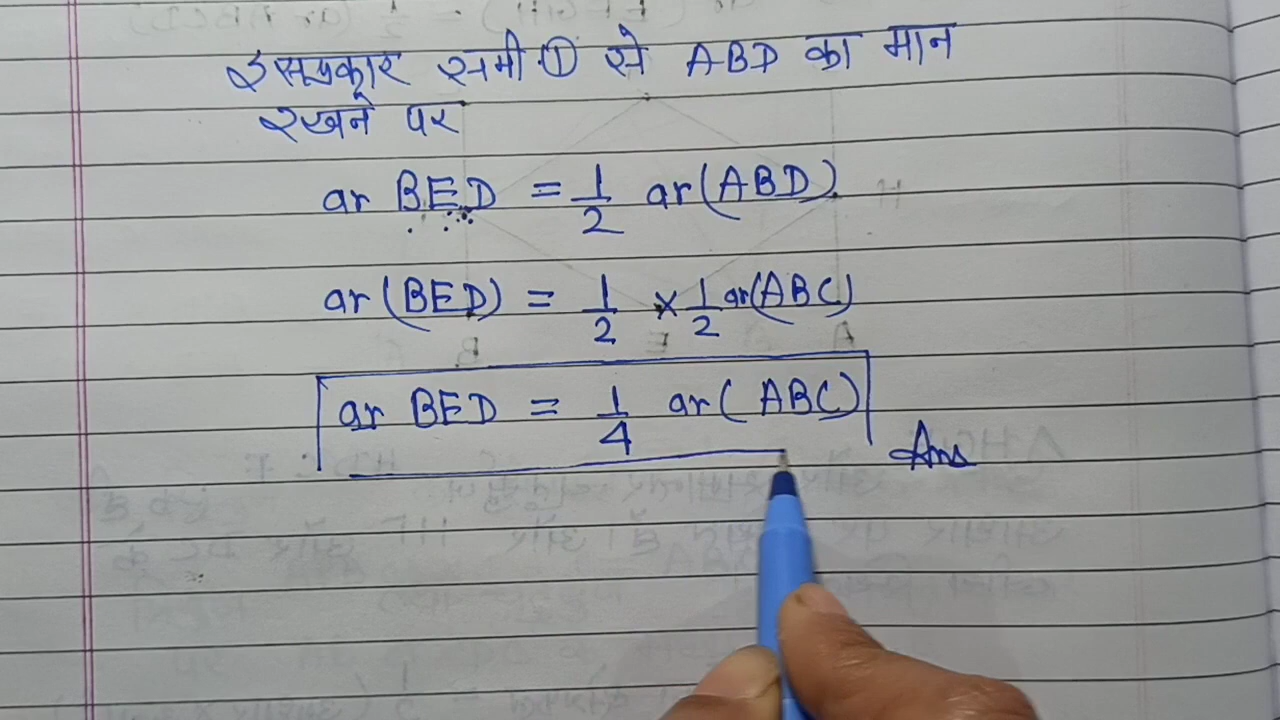 इसप्रकार समी ① से ABD का मान
रखने पर
ar BED = 1/2 ar(ABD)
ar (BED) = 1/2 × 1/2 ar(ABC)
ar BED = 1/4 ar( ABC)
Ans